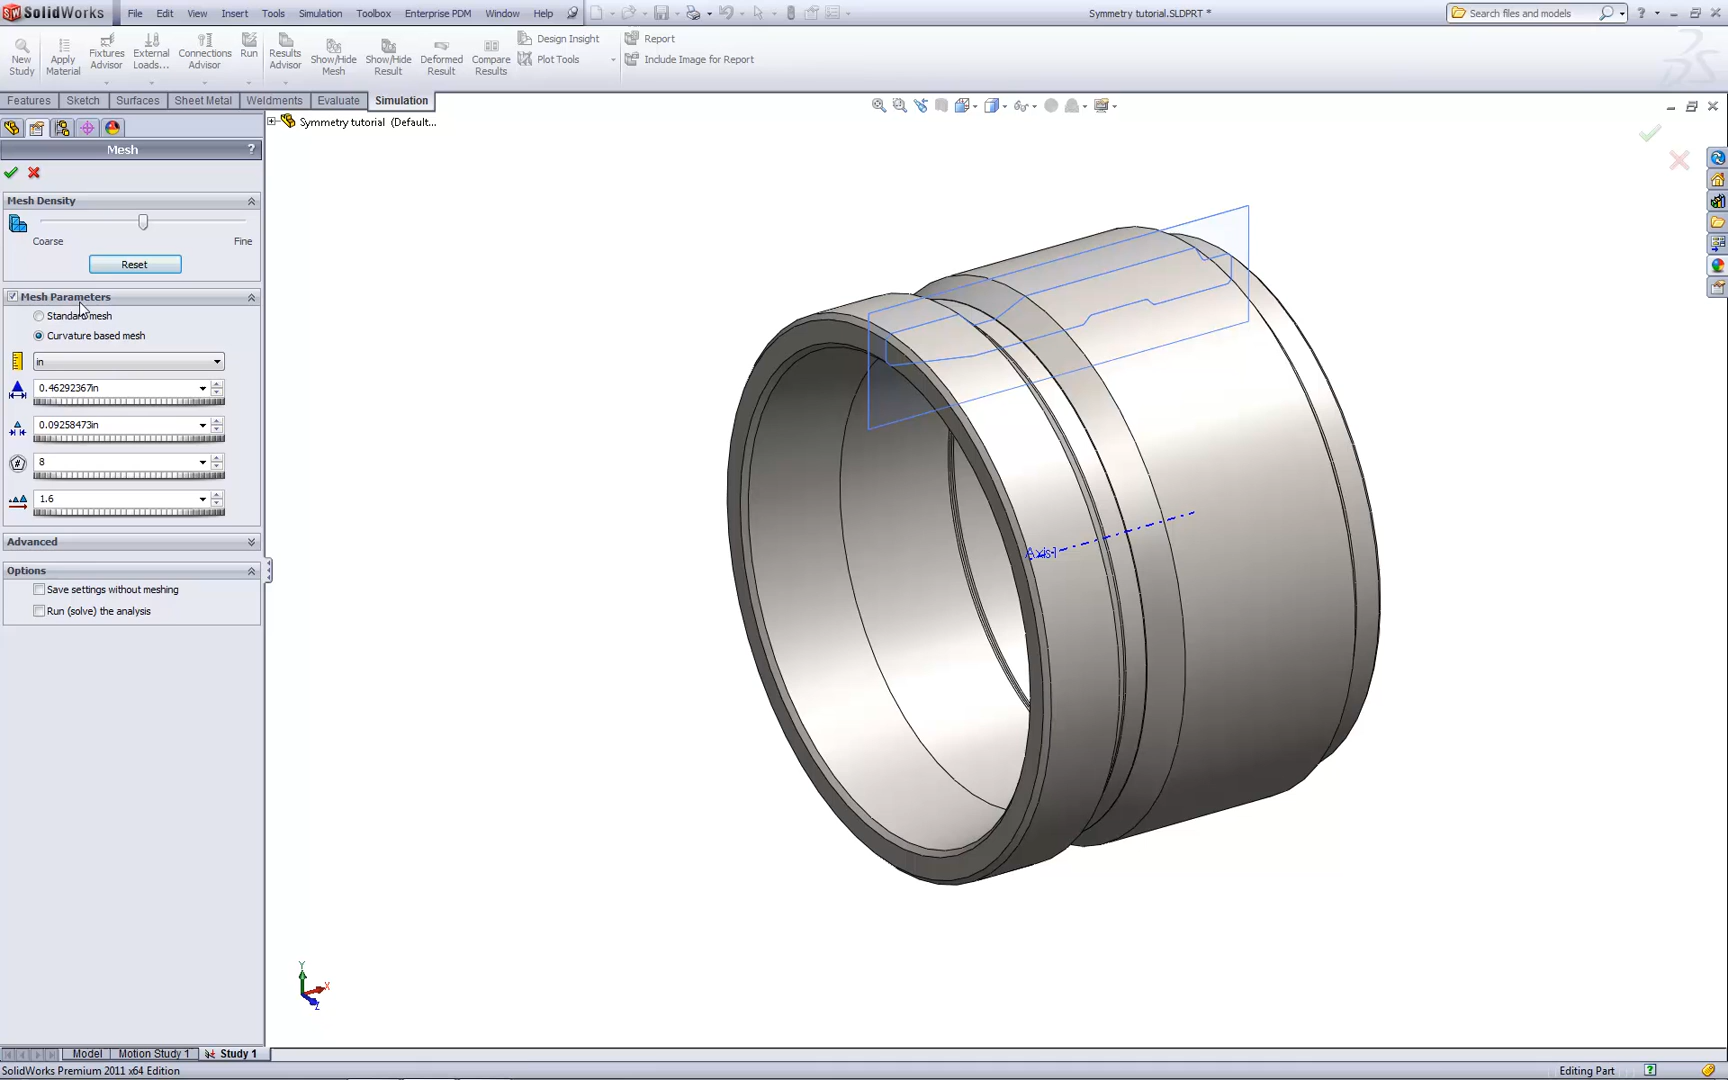 SolidWorks File Edit View Insert Tools Simulation Toolbox Enterprise PDM Window Help Symmetry tutorial.SLDPRT * Search files and models
New Study
Apply Material
Fixtures Advisor
External Loads...
Connections Advisor
Run
Results Advisor
Show/Hide Mesh
Show/Hide Result
Deformed Result
Compare Results
Design Insight
Plot Tools
Report
Include Image for Report
Features Sketch Surfaces Sheet Metal Weldments Evaluate Simulation
Symmetry tutorial (Default...
Mesh ?
Mesh Density
Coarse Fine
Reset
Mesh Parameters
Standard mesh
Curvature based mesh
in
0.46292367in
0.09258473in
8
1.6
Advanced
Options
Save settings without meshing
Run (solve) the analysis
Axis1
Y
X
Z
Model Motion Study 1 Study 1
SolidWorks Premium 2011 x64 Edition Editing Part